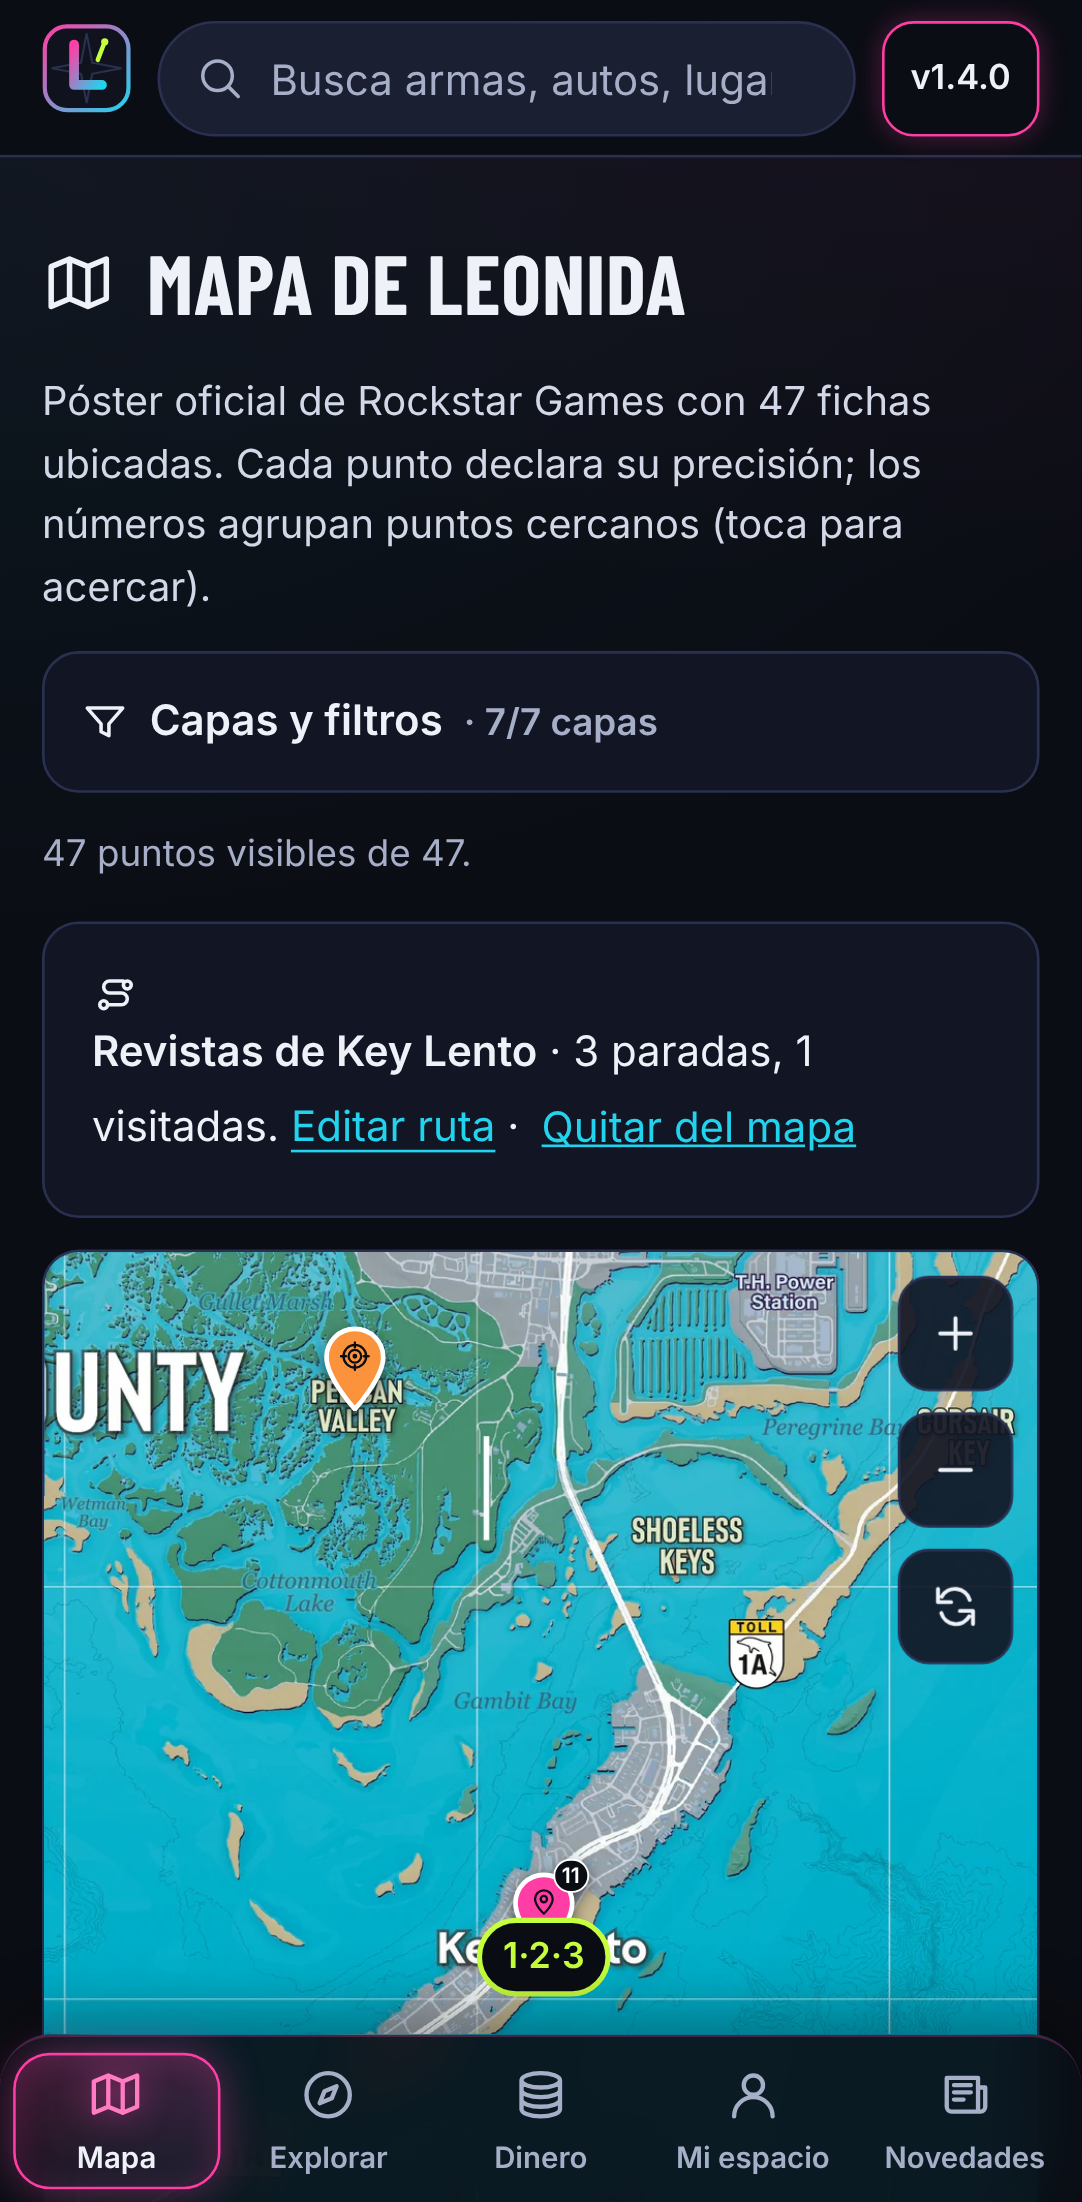 Busca armas, autos, luga
v1.4.0
MAPA DE LEONIDA
Póster oficial de Rockstar Games con 47 fichas
ubicadas. Cada punto declara su precisión; los
números agrupan puntos cercanos (toca para
acercar).
Capas y filtros · 7/7 capas
47 puntos visibles de 47.
Revistas de Key Lento · 3 paradas, 1
visitadas. Editar ruta · Quitar del mapa
T.H. Power
Station
Gullet Marsh
UNTY
VALLEY
Peregrine Bay
CORSAIR
KEY
Wetman
Bay
SHOELESS
KEYS
Cottonmouth
Lake
TOLL
1A
Gambit Bay
11
1·2·3
Mapa
Explorar
Dinero
Mi espacio
Novedades